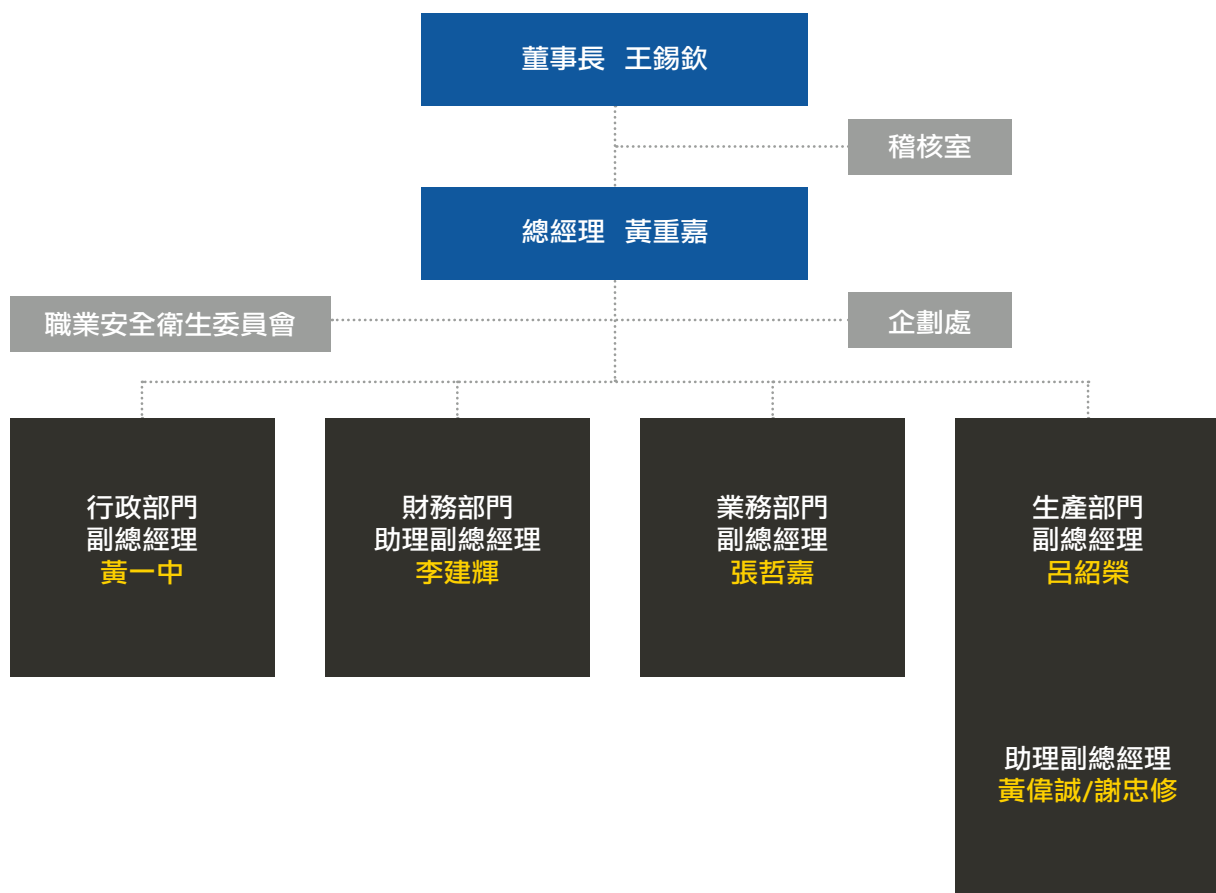 董事長 王錫欽
稽核室
總經理 黃重嘉
職業安全衛生委員會
企劃處
行政部門
副總經理
黃一中
財務部門
助理副總經理
李建輝
業務部門
副總經理
張哲嘉
生產部門
副總經理
呂紹榮
助理副總經理
黃偉誠/謝忠修